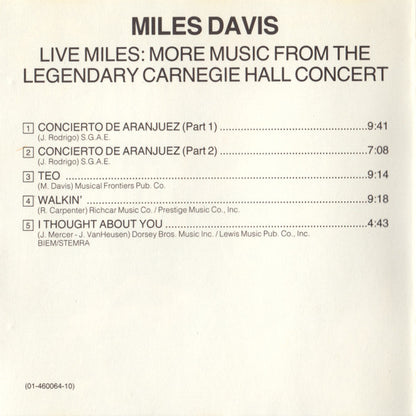 MILES DAVIS
LIVE MILES: MORE MUSIC FROM THE
LEGENDARY CARNEGIE HALL CONCERT
1 CONCIERTO DE ARANJUEZ (Part 1) ........................................ 9:41
(J. Rodrigo) S.G.A.E.
2 CONCIERTO DE ARANJUEZ (Part 2) ........................................ 7:08
(J. Rodrigo) S.G.A.E.
3 TEO ........................................ 9:14
(M. Davis) Musical Frontiers Pub. Co.
4 WALKIN' ........................................ 9:18
(R. Carpenter) Richcar Music Co. / Prestige Music Co., Inc.
5 I THOUGHT ABOUT YOU ........................................ 4:43
(J. Mercer - J. VanHeusen) Dorsey Bros. Music Inc. / Lewis Music Pub. Co., Inc.
BIEM/STEMRA
(01-460064-10)